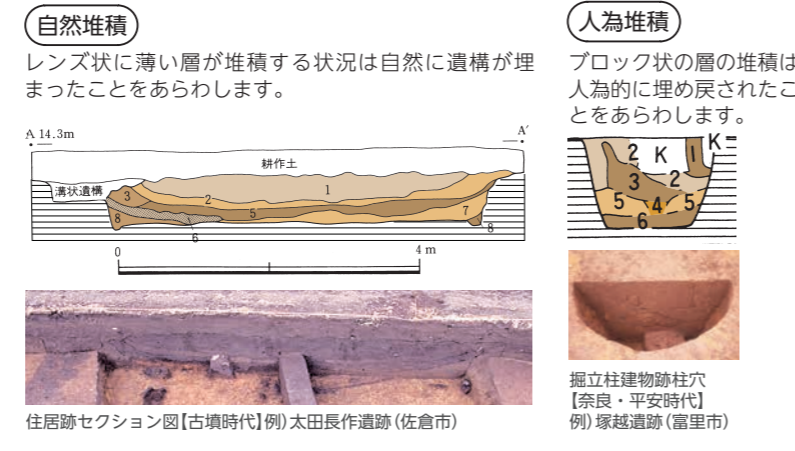 自然堆積
レンズ状に薄い層が堆積する状況は自然に遺構が埋
まったことをあらわします。
A 14.3m
A′
耕作土
溝状遺構
1
2
3
5
6
7
8
8
0
4 m
住居跡セクション図【古墳時代】例）太田長作遺跡（佐倉市）
人為堆積
ブロック状の層の堆積は
人為的に埋め戻されたこ
とをあらわします。
2
K
1
K
3
2
5
4
5
6
掘立柱建物跡柱穴
【奈良・平安時代】
例）塚越遺跡（富里市）